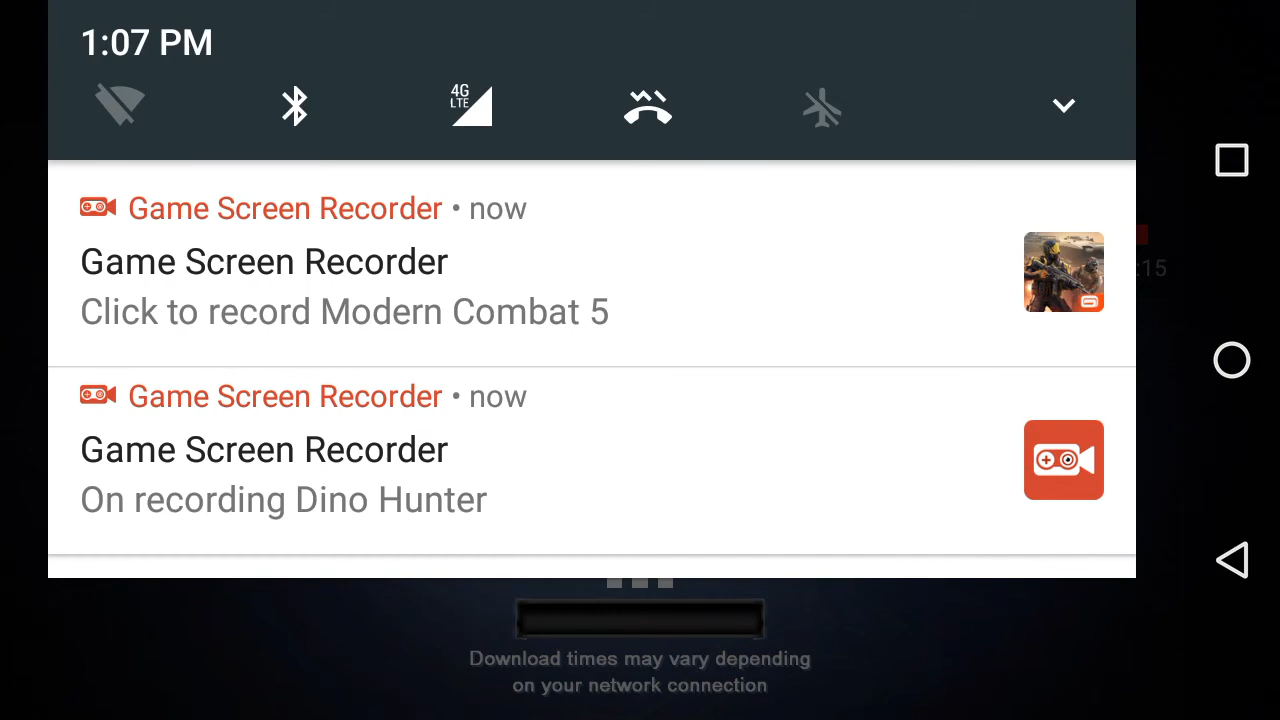 1:07 PM
4G
LTE
Game Screen Recorder • now
Game Screen Recorder
Click to record Modern Combat 5
:15
Game Screen Recorder • now
Game Screen Recorder
On recording Dino Hunter
Download times may vary depending
on your network connection